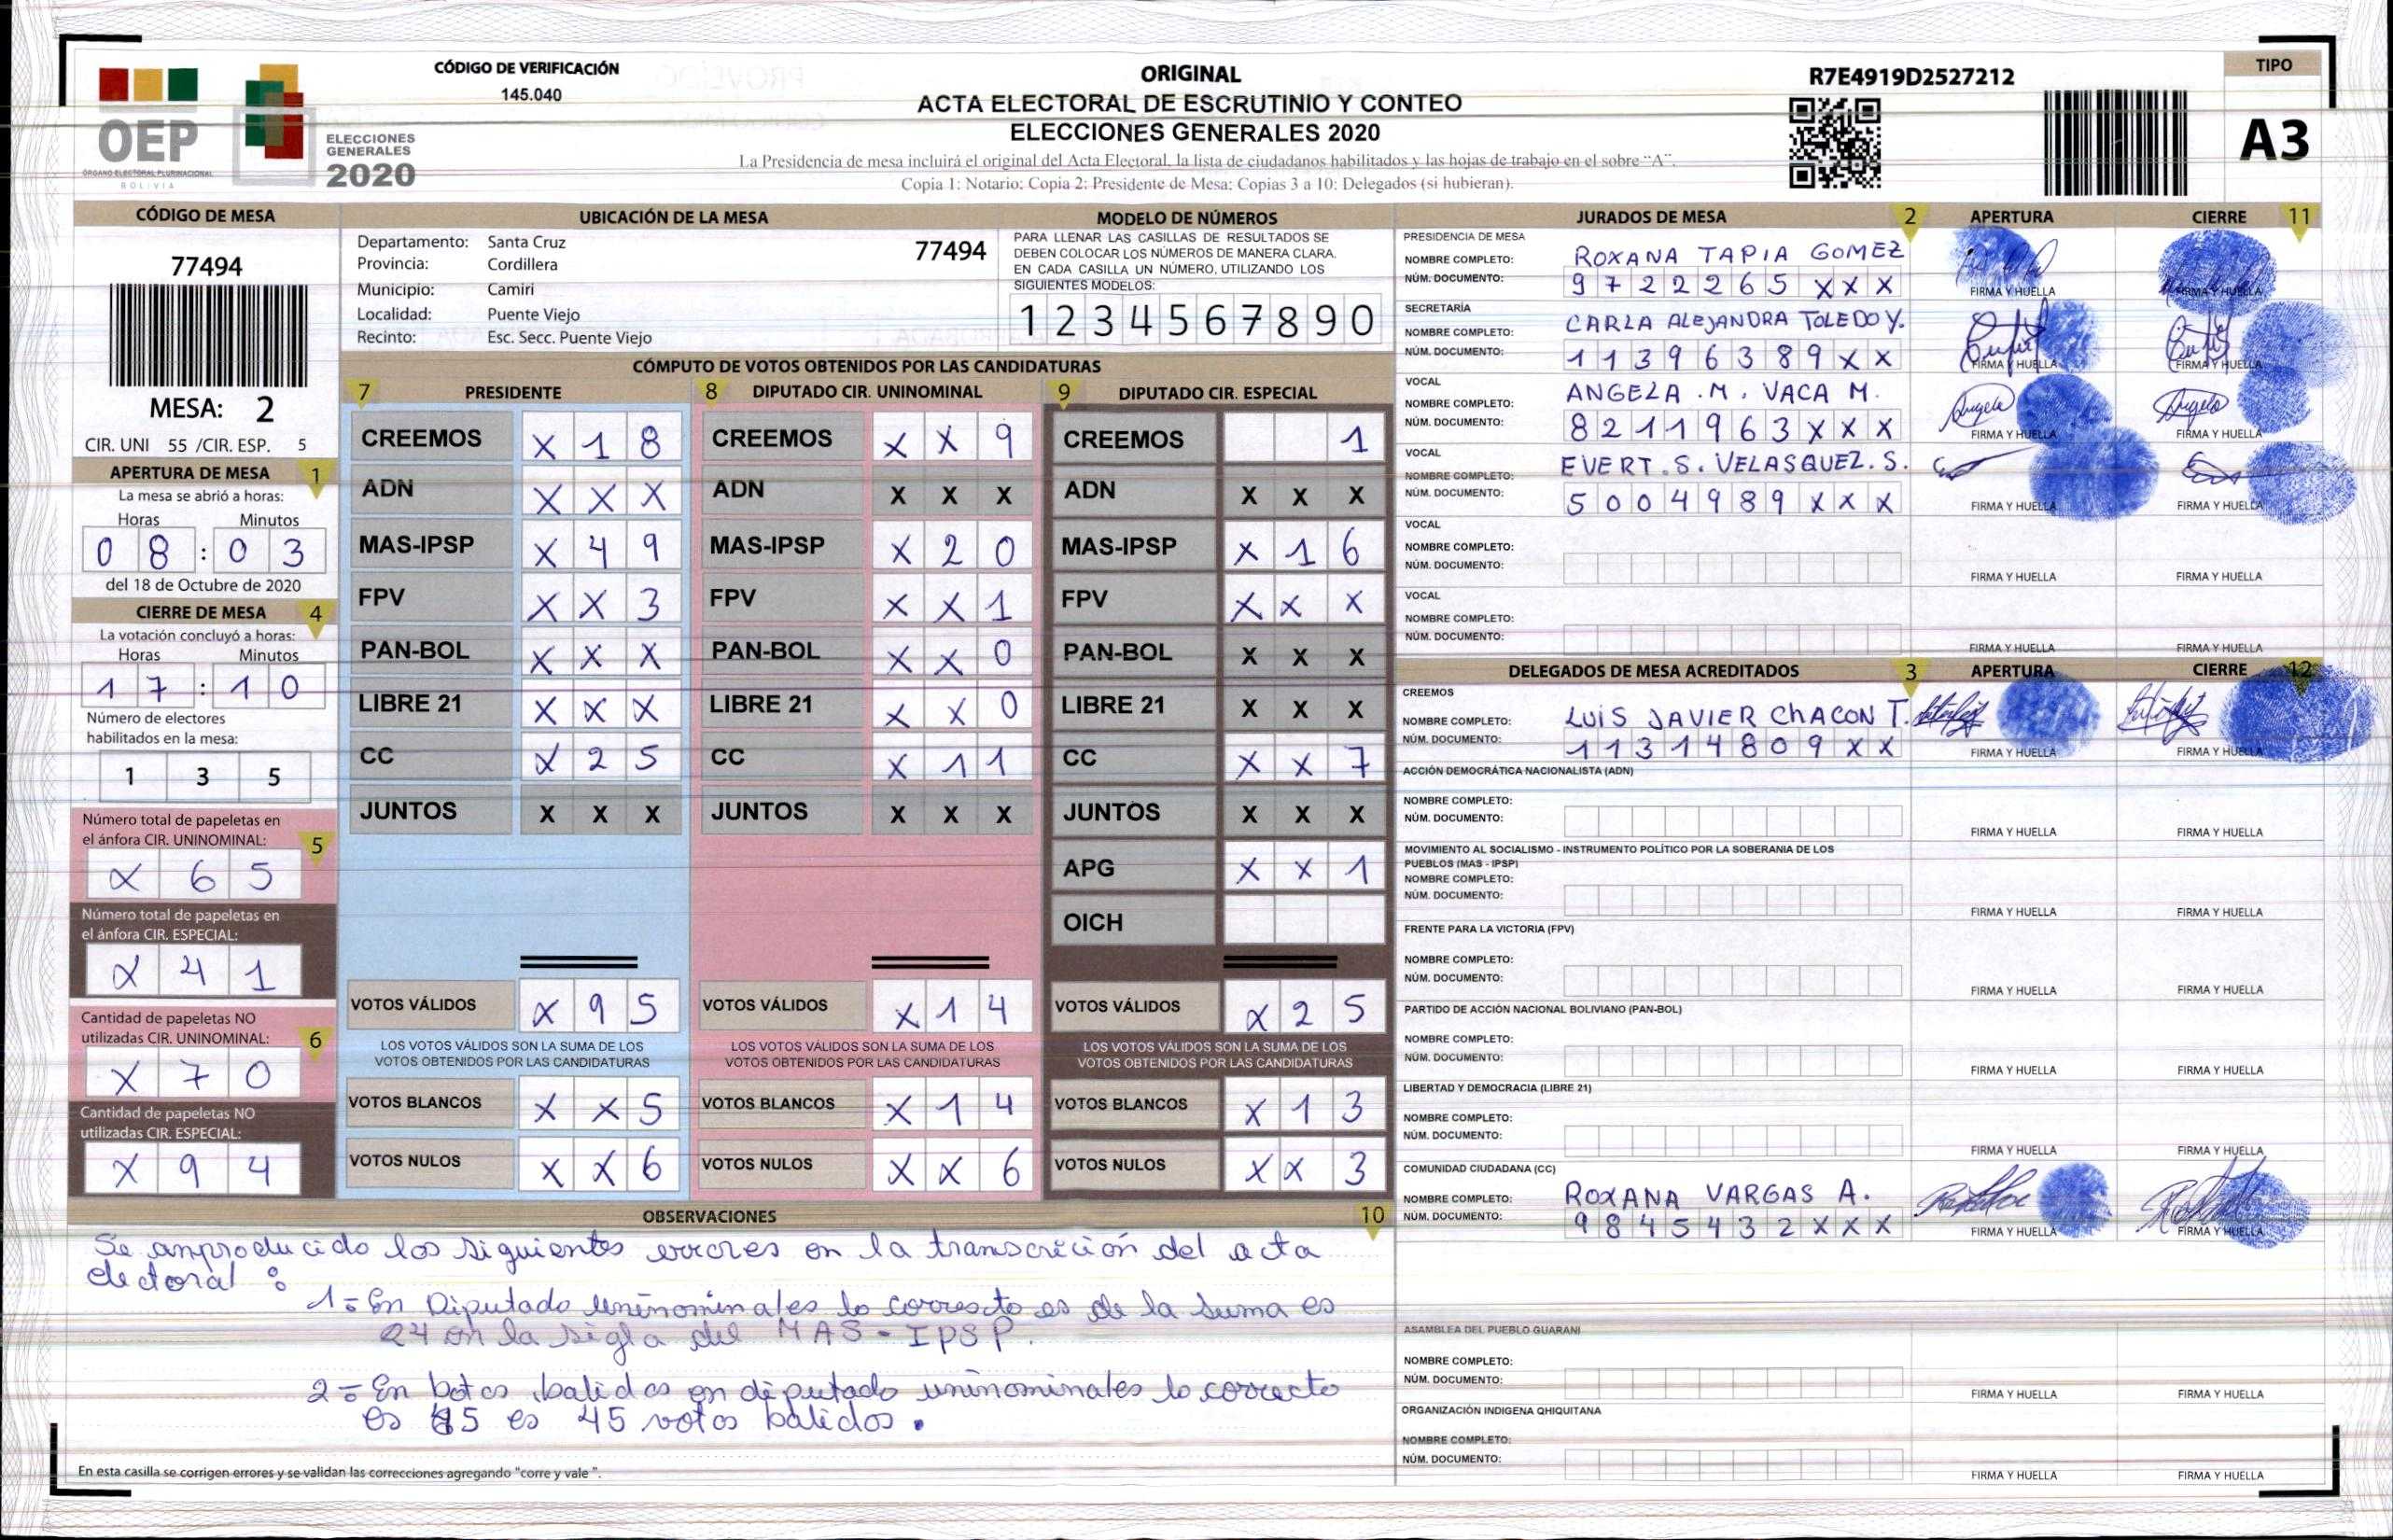 CÓDIGO DE VERIFICACIÓN
145.040
OEP
ÓRGANO ELECTORAL PLURINACIONAL
BOLIVIA
ELECCIONES
GENERALES
2020
ORIGINAL
ACTA ELECTORAL DE ESCRUTINIO Y CONTEO
ELECCIONES GENERALES 2020
La Presidencia de mesa incluirá el original del Acta Electoral, la lista de ciudadanos habilitados y las hojas de trabajo en el sobre "A".
Copia 1: Notario; Copia 2: Presidente de Mesa; Copias 3 a 10: Delegados (si hubieran).
R7E4919D2527212
TIPO
A3
CÓDIGO DE MESA
77494
MESA: 2
CIR. UNI 55 /CIR. ESP. 5
APERTURA DE MESA 1
La mesa se abrió a horas:
Horas Minutos
0 8 : 0 3
del 18 de Octubre de 2020
CIERRE DE MESA 4
La votación concluyó a horas:
Horas Minutos
1 7 : 1 0
Número de electores
habilitados en la mesa:
1 3 5
Número total de papeletas en
el ánfora CIR. UNINOMINAL: 5
X 6 5
Número total de papeletas en
el ánfora CIR. ESPECIAL:
X 4 1
Cantidad de papeletas NO
utilizadas CIR. UNINOMINAL: 6
X 7 0
Cantidad de papeletas NO
utilizadas CIR. ESPECIAL:
X 9 4
UBICACIÓN DE LA MESA
Departamento: Santa Cruz 77494
Provincia: Cordillera
Municipio: Camiri
Localidad: Puente Viejo
Recinto: Esc. Secc. Puente Viejo
MODELO DE NÚMEROS
PARA LLENAR LAS CASILLAS DE RESULTADOS SE
DEBEN COLOCAR LOS NÚMEROS DE MANERA CLARA.
EN CADA CASILLA UN NÚMERO, UTILIZANDO LOS
SIGUIENTES MODELOS:
1 2 3 4 5 6 7 8 9 0
CÓMPUTO DE VOTOS OBTENIDOS POR LAS CANDIDATURAS
7 PRESIDENTE 8 DIPUTADO CIR. UNINOMINAL 9 DIPUTADO CIR. ESPECIAL
CREEMOS X 1 8 CREEMOS X X 9 CREEMOS 1
ADN X X X ADN X X X ADN X X X
MAS-IPSP X 4 9 MAS-IPSP X 2 0 MAS-IPSP X 1 6
FPV X X 3 FPV X X 1 FPV X X X
PAN-BOL X X X PAN-BOL X X 0 PAN-BOL X X X
LIBRE 21 X X X LIBRE 21 X X 0 LIBRE 21 X X X
CC X 2 5 CC X 1 1 CC X X 7
JUNTOS X X X JUNTOS X X X JUNTOS X X X
APG X X 1
OICH
VOTOS VÁLIDOS X 9 5 VOTOS VÁLIDOS X 1 4 VOTOS VÁLIDOS X 2 5
LOS VOTOS VÁLIDOS SON LA SUMA DE LOS LOS VOTOS VÁLIDOS SON LA SUMA DE LOS LOS VOTOS VÁLIDOS SON LA SUMA DE LOS
VOTOS OBTENIDOS POR LAS CANDIDATURAS VOTOS OBTENIDOS POR LAS CANDIDATURAS VOTOS OBTENIDOS POR LAS CANDIDATURAS
VOTOS BLANCOS X X 5 VOTOS BLANCOS X 1 4 VOTOS BLANCOS X 1 3
VOTOS NULOS X X 6 VOTOS NULOS X X 6 VOTOS NULOS X X 3
OBSERVACIONES 10
Se amproducido los siguientes errores en la transcrición del acta
electoral :
1= En Diputado uninominales lo correcto es de la suma es
24 en la sigla del MAS - IPSP.
2= En botos balidos en diputado uninominales lo correcto
es 45 es 45 votos balidos.
En esta casilla se corrigen errores y se validan las correcciones agregando "corre y vale ".
JURADOS DE MESA 2 APERTURA CIERRE 11
PRESIDENCIA DE MESA
NOMBRE COMPLETO: ROXANA TAPIA GOMEZ
NÚM. DOCUMENTO: 9 7 2 2 2 6 5 X X X FIRMA Y HUELLA FIRMA Y HUELLA
SECRETARÍA
NOMBRE COMPLETO: CARLA ALEJANDRA TOLEDO Y.
NÚM. DOCUMENTO: 1 1 3 9 6 3 8 9 X X FIRMA Y HUELLA FIRMA Y HUELLA
VOCAL
NOMBRE COMPLETO: ANGELA .M. VACA M.
NÚM. DOCUMENTO: 8 2 1 1 9 6 3 X X X FIRMA Y HUELLA FIRMA Y HUELLA
VOCAL
NOMBRE COMPLETO: EVERT.S. VELASQUEZ.S.
NÚM. DOCUMENTO: 5 0 0 4 9 8 9 X X X FIRMA Y HUELLA FIRMA Y HUELLA
VOCAL
NOMBRE COMPLETO:
NÚM. DOCUMENTO: FIRMA Y HUELLA FIRMA Y HUELLA
VOCAL
NOMBRE COMPLETO:
NÚM. DOCUMENTO: FIRMA Y HUELLA FIRMA Y HUELLA
DELEGADOS DE MESA ACREDITADOS 3 APERTURA CIERRE 12
CREEMOS
NOMBRE COMPLETO: LUIS JAVIER CHACON T.
NÚM. DOCUMENTO: 1 1 3 1 4 8 0 9 X X FIRMA Y HUELLA FIRMA Y HUELLA
ACCIÓN DEMOCRÁTICA NACIONALISTA (ADN)
NOMBRE COMPLETO:
NÚM. DOCUMENTO: FIRMA Y HUELLA FIRMA Y HUELLA
MOVIMIENTO AL SOCIALISMO - INSTRUMENTO POLÍTICO POR LA SOBERANIA DE LOS
PUEBLOS (MAS - IPSP)
NOMBRE COMPLETO:
NÚM. DOCUMENTO: FIRMA Y HUELLA FIRMA Y HUELLA
FRENTE PARA LA VICTORIA (FPV)
NOMBRE COMPLETO:
NÚM. DOCUMENTO: FIRMA Y HUELLA FIRMA Y HUELLA
PARTIDO DE ACCIÓN NACIONAL BOLIVIANO (PAN-BOL)
NOMBRE COMPLETO:
NÚM. DOCUMENTO: FIRMA Y HUELLA FIRMA Y HUELLA
LIBERTAD Y DEMOCRACIA (LIBRE 21)
NOMBRE COMPLETO:
NÚM. DOCUMENTO: FIRMA Y HUELLA FIRMA Y HUELLA
COMUNIDAD CIUDADANA (CC)
NOMBRE COMPLETO: ROXANA VARGAS A.
NÚM. DOCUMENTO: 9 8 4 5 4 3 2 X X X FIRMA Y HUELLA FIRMA Y HUELLA
ASAMBLEA DEL PUEBLO GUARANI
NOMBRE COMPLETO:
NÚM. DOCUMENTO: FIRMA Y HUELLA FIRMA Y HUELLA
ORGANIZACIÓN INDIGENA QHIQUITANA
NOMBRE COMPLETO:
NÚM. DOCUMENTO: FIRMA Y HUELLA FIRMA Y HUELLA